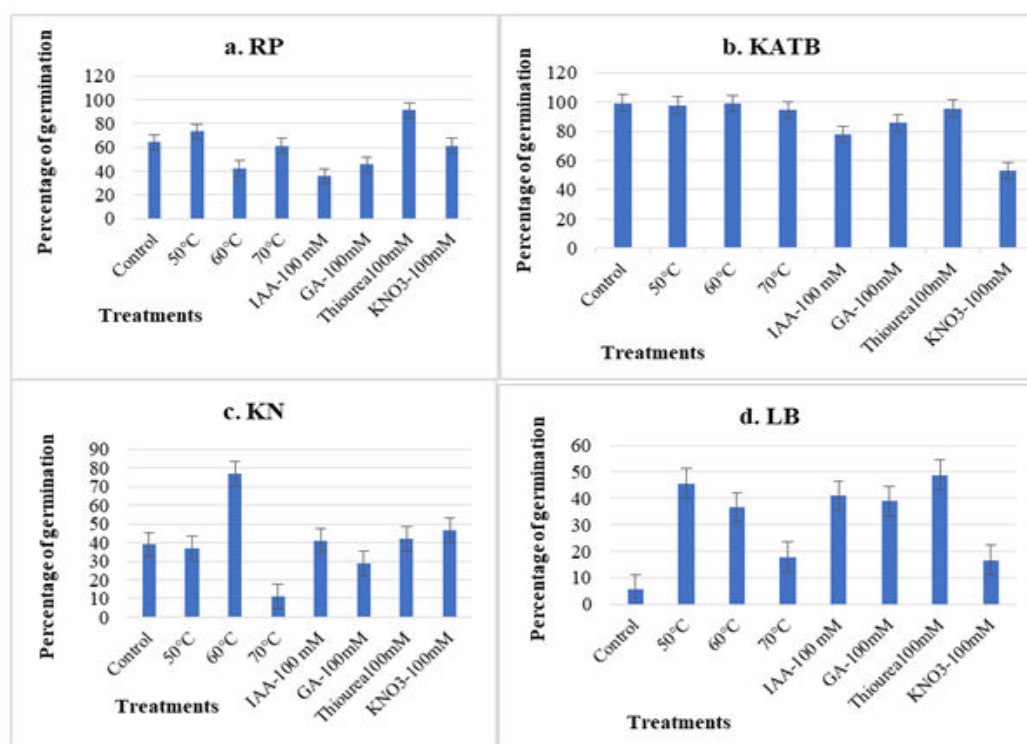 a. RP
Percentage of germination
120
100
80
60
40
20
0
Control
50°C
60°C
70°C
IAA-100 mM
GA-100mM
Thiourea100mM
KNO3-100mM
Treatments
b. KATB
Percentage of germination
120
100
80
60
40
20
0
Control
50°C
60°C
70°C
IAA-100 mM
GA-100mM
Thiourea100mM
KNO3-100mM
Treatments
c. KN
Percentage of germination
90
80
70
60
50
40
30
20
10
0
Control
50°C
60°C
70°C
IAA-100 mM
GA-100mM
Thiourea100mM
KNO3-100mM
Treatments
d. LB
Percentage of germination
60
50
40
30
20
10
0
Control
50°C
60°C
70°C
IAA-100 mM
GA-100mM
Thiourea100mM
KNO3-100mM
Treatments